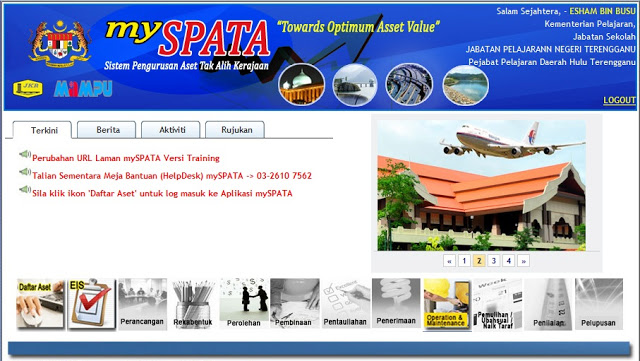 my SPATA
"Towards Optimum Asset Value"
Sistem Pengurusan Aset Tak Alih Kerajaan
JKR
MAMPU
Salam Sejahtera, - ESHAM BIN BUSU
Kementerian Pelajaran,
Jabatan Sekolah
JABATAN PELAJARANN NEGERI TERENGGANU
Pejabat Pelajaran Daerah Hulu Terengganu
LOGOUT
Terkini
Berita
Aktiviti
Rujukan
Perubahan URL Laman mySPATA Versi Training
Talian Sementara Meja Bantuan (HelpDesk) mySPATA -> 03-2610 7562
Sila klik ikon 'Daftar Aset' untuk log masuk ke Aplikasi mySPATA
« 1 2 3 4 »
Daftar Aset
EIS
Perancangan
Rekabentuk
Perolehan
Pembinaan
Pentauliahan
Penerimaan
Operation &
Maintenance
Pemulihan /
Ubahsuai /
Naik Taraf
Penilaian
Pelupusan